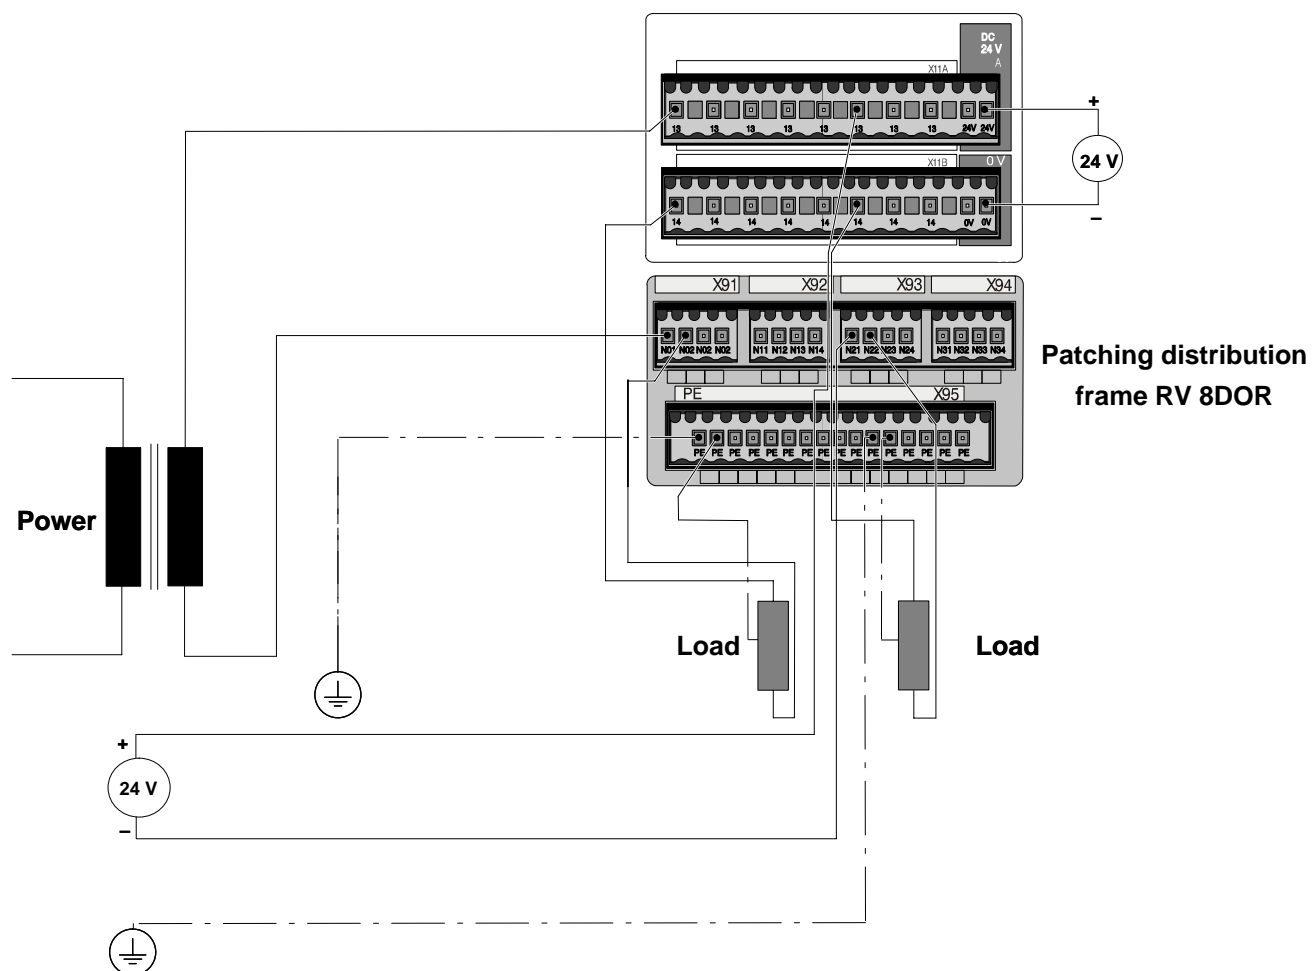 DC
24 V
A
X11A
13 13 13 13 13 13 13 13 24V 24V
+
24 V
–
X11B
0 V
14 14 14 14 14 14 14 14 0V 0V
X91 X92 X93 X94
N01 N02 N02 N02 N11 N12 N13 N14 N21 N22 N23 N24 N31 N32 N33 N34
Patching distribution
frame RV 8DOR
PE X95
PE PE PE PE PE PE PE PE PE PE PE PE PE PE PE
Power
Load
Load
+
24 V
–